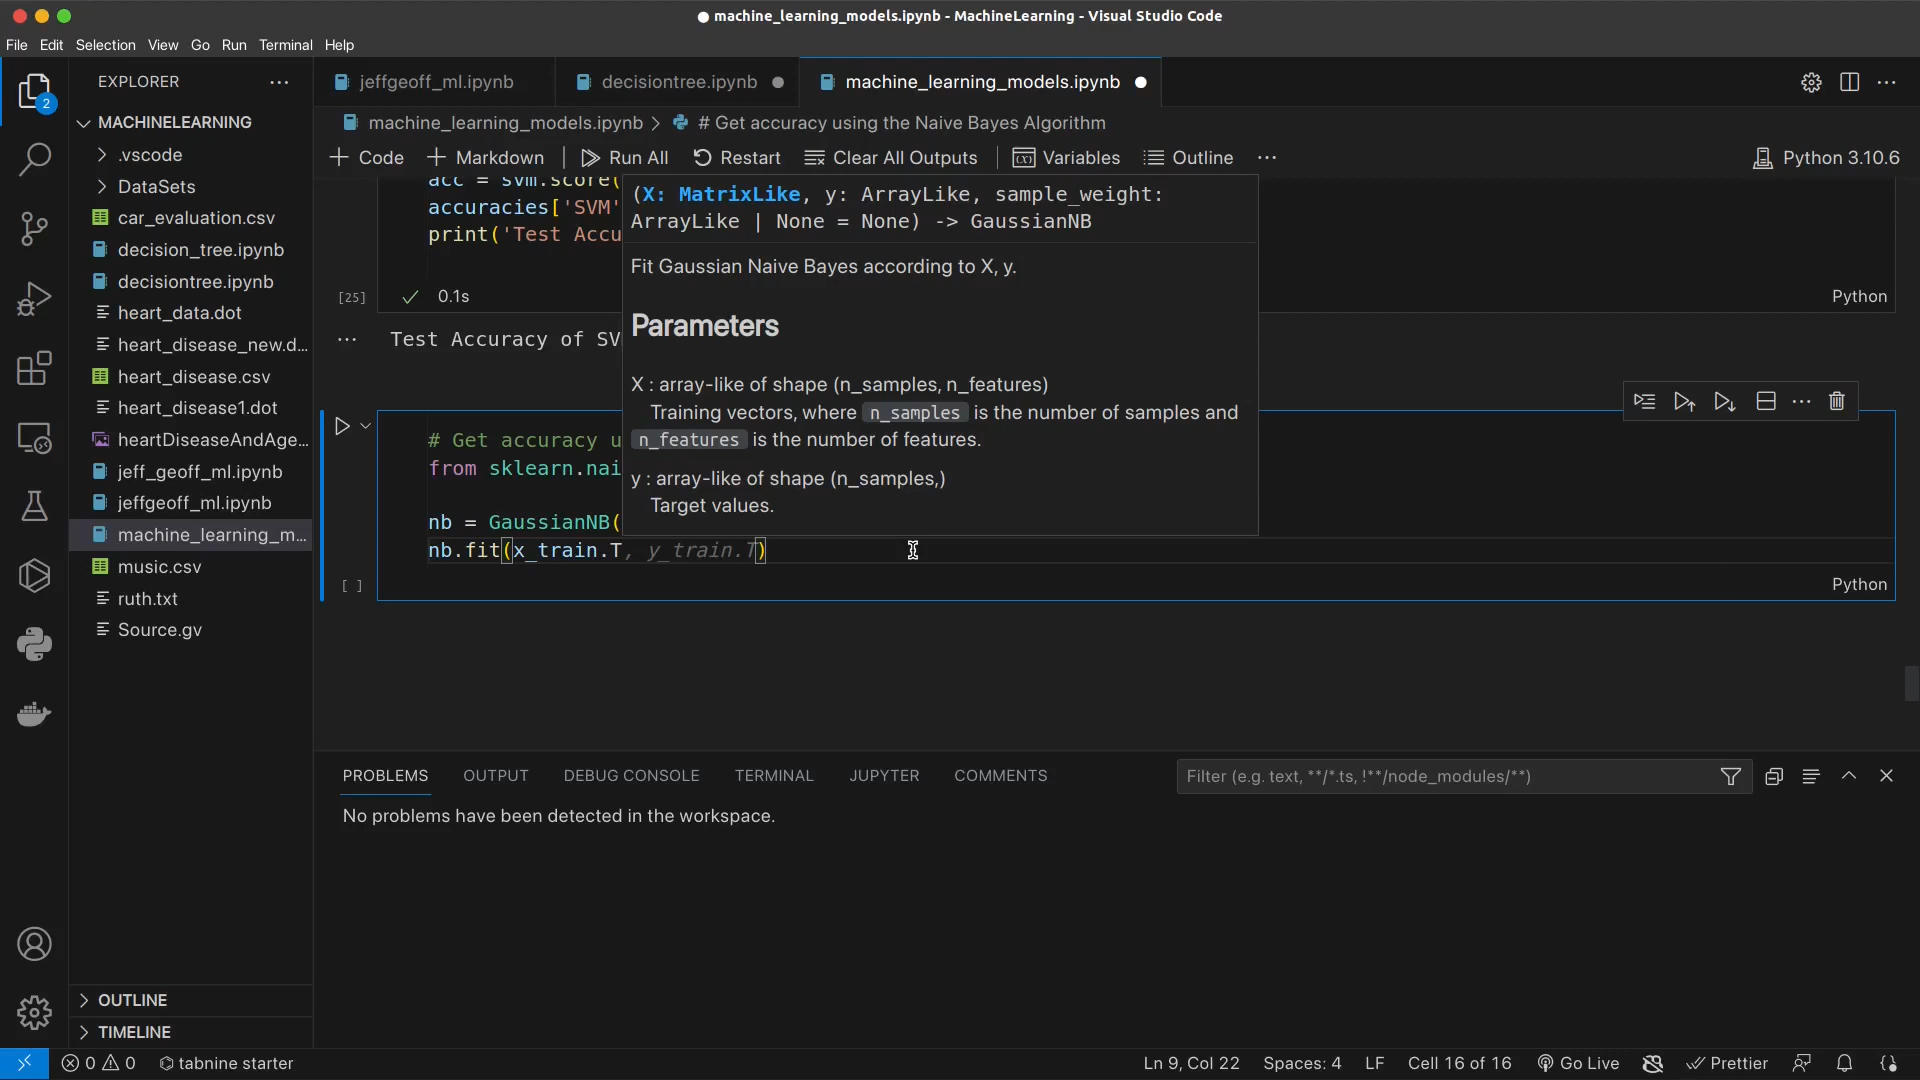 machine_learning_models.ipynb - MachineLearning - Visual Studio Code
File Edit Selection View Go Run Terminal Help
EXPLORER
2
MACHINELEARNING
.vscode
DataSets
car_evaluation.csv
decision_tree.ipynb
decisiontree.ipynb
heart_data.dot
heart_disease_new.d...
heart_disease.csv
heart_disease1.dot
heartDiseaseAndAge...
jeff_geoff_ml.ipynb
jeffgeoff_ml.ipynb
machine_learning_m...
music.csv
ruth.txt
Source.gv
OUTLINE
TIMELINE
jeffgeoff_ml.ipynb decisiontree.ipynb machine_learning_models.ipynb
machine_learning_models.ipynb > # Get accuracy using the Naive Bayes Algorithm
+ Code + Markdown Run All Restart Clear All Outputs Variables Outline ... Python 3.10.6
acc = svm.score(
accuracies['SVM'
print('Test Accu
[25] 0.1s Python
Test Accuracy of SV
(X: MatrixLike, y: ArrayLike, sample_weight:
ArrayLike | None = None) -> GaussianNB
Fit Gaussian Naive Bayes according to X, y.
Parameters
X : array-like of shape (n_samples, n_features)
Training vectors, where n_samples is the number of samples and
n_features is the number of features.
y : array-like of shape (n_samples,)
Target values.
# Get accuracy u
from sklearn.nai
nb = GaussianNB(
nb.fit(x_train.T, y_train.T)
[ ] Python
PROBLEMS OUTPUT DEBUG CONSOLE TERMINAL JUPYTER COMMENTS Filter (e.g. text, **/*.ts, !**/node_modules/**)
No problems have been detected in the workspace.
0 0 tabnine starter Ln 9, Col 22 Spaces: 4 LF Cell 16 of 16 Go Live Prettier